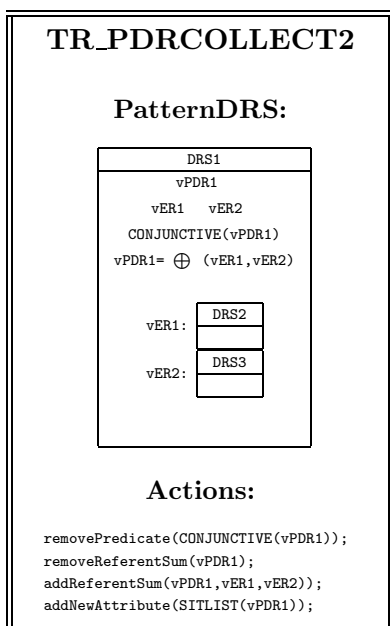 TR_PDRCOLLECT2
PatternDRS:
DRS1
vPDR1
vER1 vER2
CONJUNCTIVE(vPDR1)
vPDR1= ⊕ (vER1,vER2)
vER1: DRS2
vER2: DRS3
Actions:
removePredicate(CONJUNCTIVE(vPDR1));
removeReferentSum(vPDR1);
addReferentSum(vPDR1,vER1,vER2));
addNewAttribute(SITLIST(vPDR1));